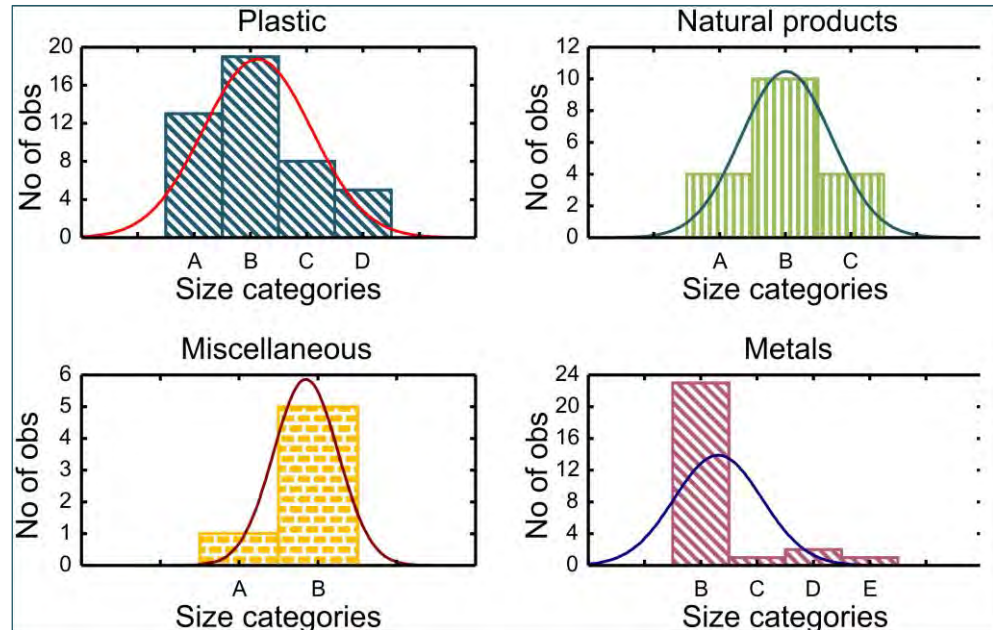 Plastic
No of obs
20
16
12
8
4
0
A B C D
Size categories
Natural products
No of obs
12
10
8
6
4
2
0
A B C
Size categories
Miscellaneous
No of obs
6
5
4
3
2
1
0
A B
Size categories
Metals
No of obs
24
20
16
12
8
4
0
B C D E
Size categories